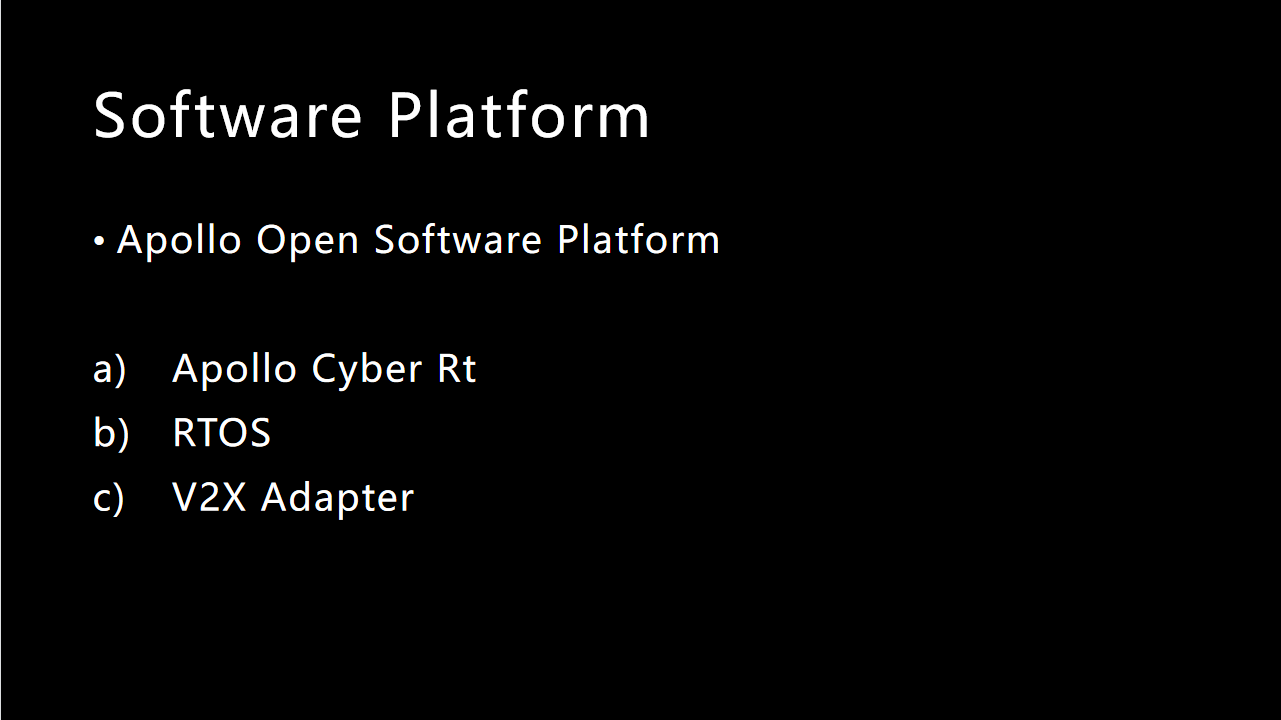 Software Platform
• Apollo Open Software Platform
a) Apollo Cyber Rt
b) RTOS
c) V2X Adapter